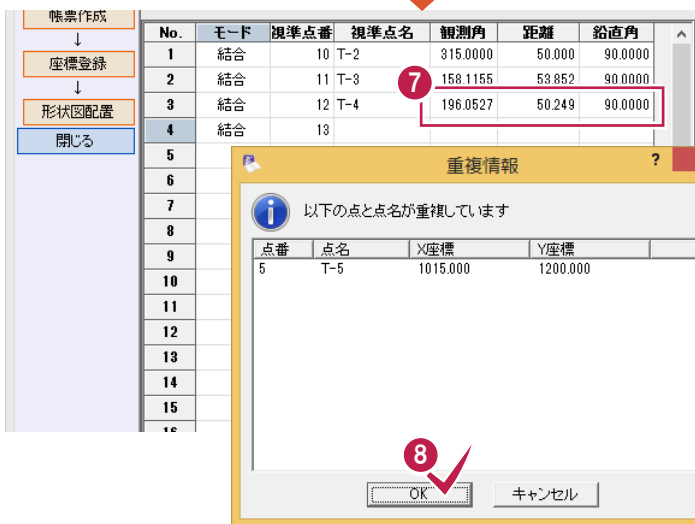 帳票作成
↓
座標登録
↓
形状図配置
閉じる
No. モード 視準点番 視準点名 観測角 距離 鉛直角
1 結合 10 T-2 315.0000 50.000 90.0000
2 結合 11 T-3 158.1155 53.852 90.0000
7
3 結合 12 T-4 196.0527 50.249 90.0000
4 結合 13
5
6
7
8
9
10
11
12
13
14
15
16
重複情報 ?
以下の点と点名が重複しています
点番 点名 X座標 Y座標
5 T-5 1015.000 1200.000
8
OK キャンセル